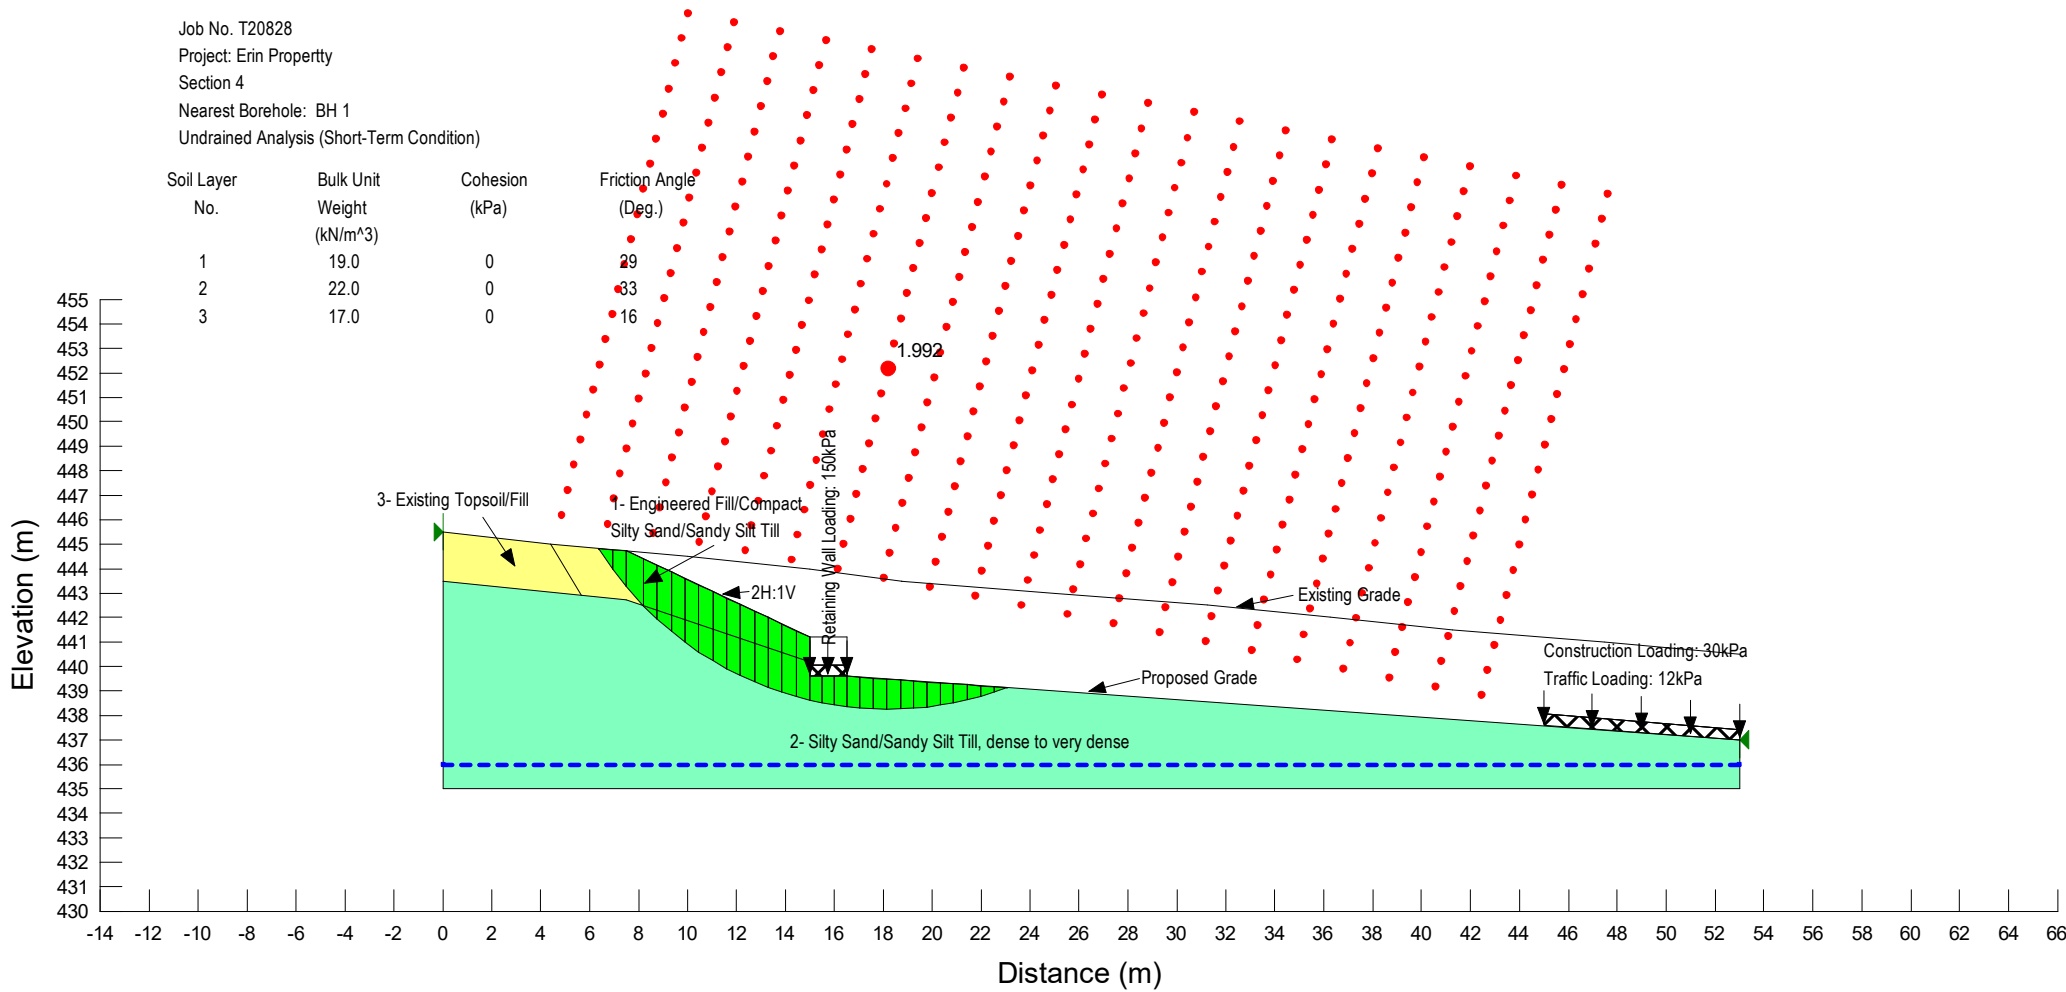 Job No. T20828
Project: Erin Propertty
Section 4
Nearest Borehole: BH 1
Undrained Analysis (Short-Term Condition)
Soil Layer No. Bulk Unit Weight (kN/m^3) Cohesion (kPa) Friction Angle (Deg.)
1 19.0 0 29
2 22.0 0 33
3 17.0 0 16
1.992
3- Existing Topsoil/Fill
1- Engineered Fill/Compact
Silty Sand/Sandy Silt Till
2H:1V
Retaining Wall Loading: 150kPa
Existing Grade
Proposed Grade
Construction Loading: 30kPa
Traffic Loading: 12kPa
2- Silty Sand/Sandy Silt Till, dense to very dense
Elevation (m)
455
454
453
452
451
450
449
448
447
446
445
444
443
442
441
440
439
438
437
436
435
434
433
432
431
430
-14 -12 -10 -8 -6 -4 -2 0 2 4 6 8 10 12 14 16 18 20 22 24 26 28 30 32 34 36 38 40 42 44 46 48 50 52 54 56 58 60 62 64 66
Distance (m)